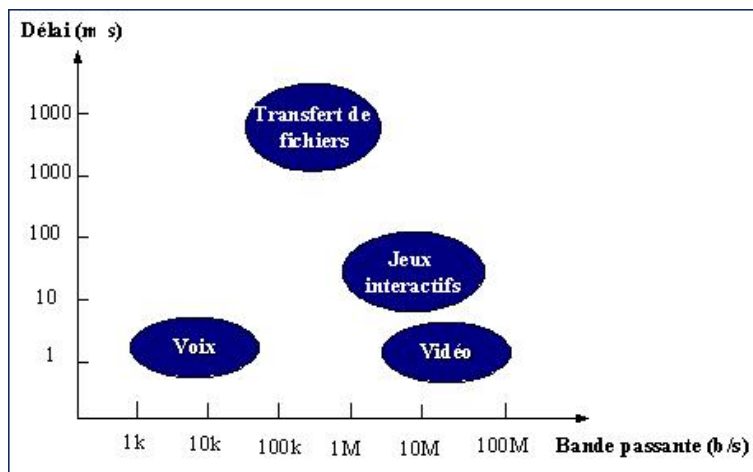 Délai (m s)
1000
Transfert de
fichiers
1000
100
Jeux
interactifs
10
Voix
Vidéo
1
1k 10k 100k 1M 10M 100M Bande passante (b/s)